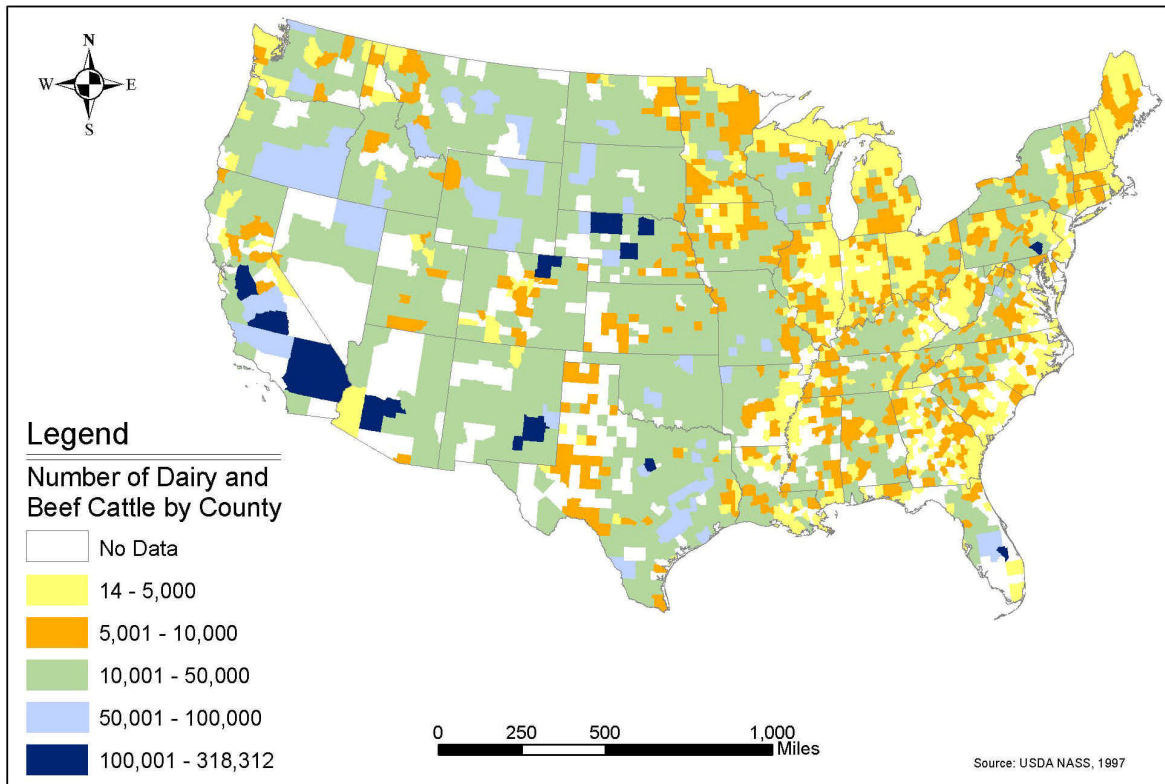 N
W E
S
Legend
Number of Dairy and
Beef Cattle by County
No Data
14 - 5,000
5,001 - 10,000
10,001 - 50,000
50,001 - 100,000
100,001 - 318,312
0 250 500 1,000
Miles
Source: USDA NASS, 1997